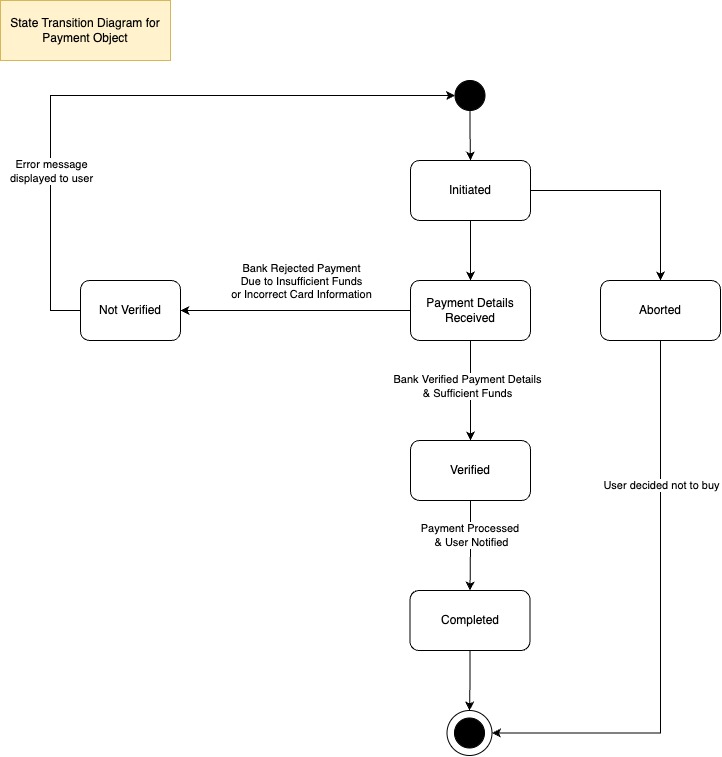 State Transition Diagram for
Payment Object
Error message
displayed to user
Initiated
Bank Rejected Payment
Due to Insufficient Funds
or Incorrect Card Information
Not Verified
Payment Details
Received
Aborted
Bank Verified Payment Details
& Sufficient Funds
Verified
User decided not to buy
Payment Processed
& User Notified
Completed